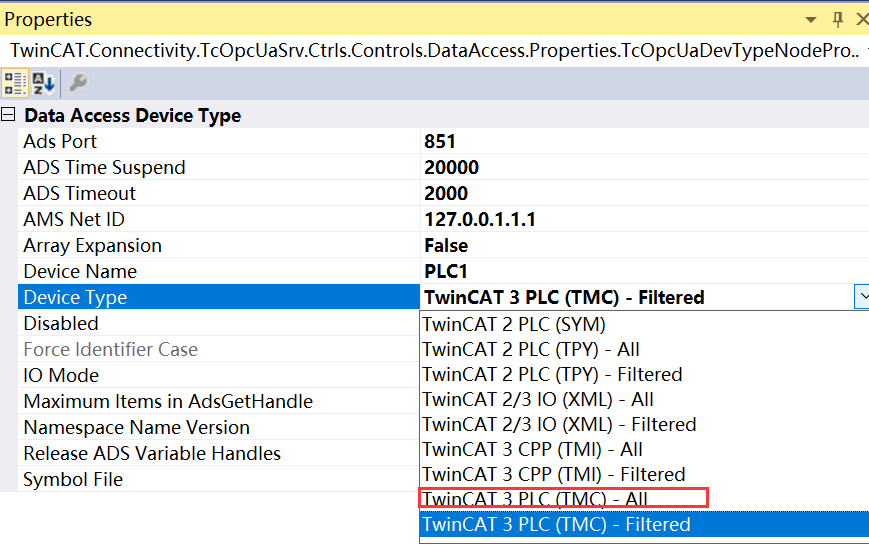 Properties
TwinCAT.Connectivity.TcOpcUaSrv.Ctrls.Controls.DataAccess.Properties.TcOpcUaDevTypeNodePro..
Data Access Device Type
Ads Port 851
ADS Time Suspend 20000
ADS Timeout 2000
AMS Net ID 127.0.0.1.1.1
Array Expansion False
Device Name PLC1
Device Type TwinCAT 3 PLC (TMC) - Filtered
Disabled
Force Identifier Case
IO Mode
Maximum Items in AdsGetHandle
Namespace Name Version
Release ADS Variable Handles
Symbol File
TwinCAT 2 PLC (SYM)
TwinCAT 2 PLC (TPY) - All
TwinCAT 2 PLC (TPY) - Filtered
TwinCAT 2/3 IO (XML) - All
TwinCAT 2/3 IO (XML) - Filtered
TwinCAT 3 CPP (TMI) - All
TwinCAT 3 CPP (TMI) - Filtered
TwinCAT 3 PLC (TMC) - All
TwinCAT 3 PLC (TMC) - Filtered